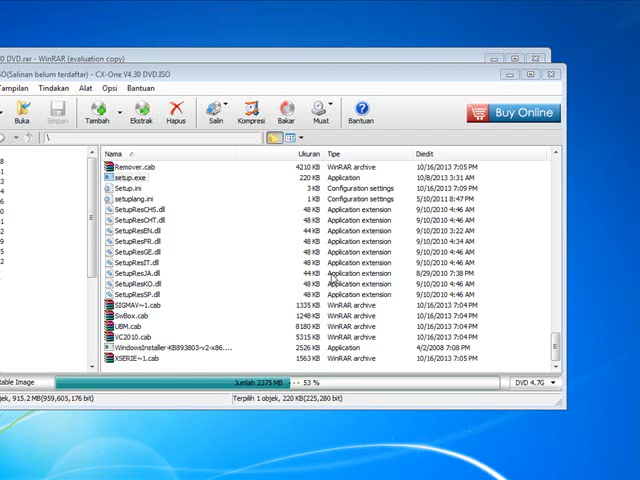 0 DVD.rar - WinRAR (evaluation copy)
SO(Salinan belum terdaftar) - CX-One V4.30 DVD.ISO
Tampilan Tindakan Alat Opsi Bantuan
Buka Simpan Tambah Ekstrak Hapus Salin Kompresi Bakar Muat Bantuan Buy Online
\
Nama Ukuran Tipe Diedit
Remover.cab 4210 KB WinRAR archive 10/16/2013 7:05 PM
setup.exe 220 KB Application 10/8/2013 3:31 AM
Setup.ini 3 KB Configuration settings 10/16/2013 7:09 PM
setuplang.ini 1 KB Configuration settings 5/10/2011 8:47 PM
SetupResCHS.dll 48 KB Application extension 9/10/2010 4:46 AM
SetupResCHT.dll 48 KB Application extension 9/10/2010 4:46 AM
SetupResEN.dll 44 KB Application extension 9/10/2010 3:22 AM
SetupResFR.dll 48 KB Application extension 9/10/2010 4:34 AM
SetupResGE.dll 48 KB Application extension 9/10/2010 4:46 AM
SetupResIT.dll 48 KB Application extension 9/10/2010 4:46 AM
SetupResJA.dll 44 KB Application extension 8/29/2010 7:38 PM
SetupResKO.dll 44 KB Application extension 9/10/2010 4:46 AM
SetupResSP.dll 48 KB Application extension 9/10/2010 4:46 AM
SIGMAV~1.cab 1335 KB WinRAR archive 10/16/2013 7:04 PM
SwBox.cab 1248 KB WinRAR archive 10/16/2013 7:04 PM
UBM.cab 8180 KB WinRAR archive 10/16/2013 7:04 PM
VC2010.cab 5315 KB WinRAR archive 10/16/2013 7:05 PM
WindowsInstaller-KB893803-v2-x86.... 2526 KB Application 4/2/2008 7:08 PM
XSERIE~1.cab 1563 KB WinRAR archive 10/16/2013 7:05 PM
table Image Jumlah 2375 MB - - 53 % DVD 4.7G
jek, 915.2 MB(959,605,176 bit) Terpilih 1 objek, 220 KB(225,280 bit)